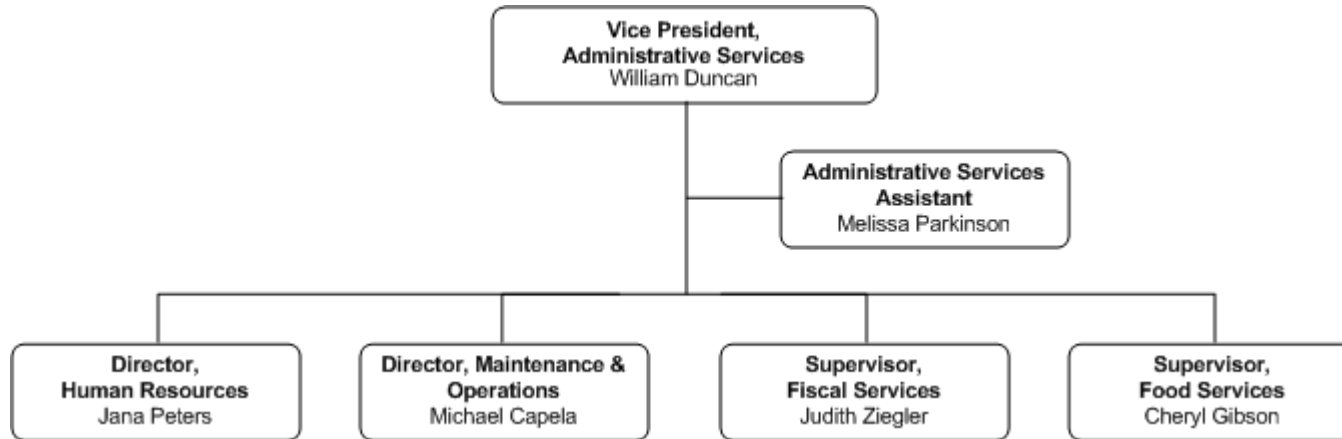 Vice President,
Administrative Services
William Duncan
Administrative Services
Assistant
Melissa Parkinson
Director,
Human Resources
Jana Peters
Director, Maintenance &
Operations
Michael Capela
Supervisor,
Fiscal Services
Judith Ziegler
Supervisor,
Food Services
Cheryl Gibson